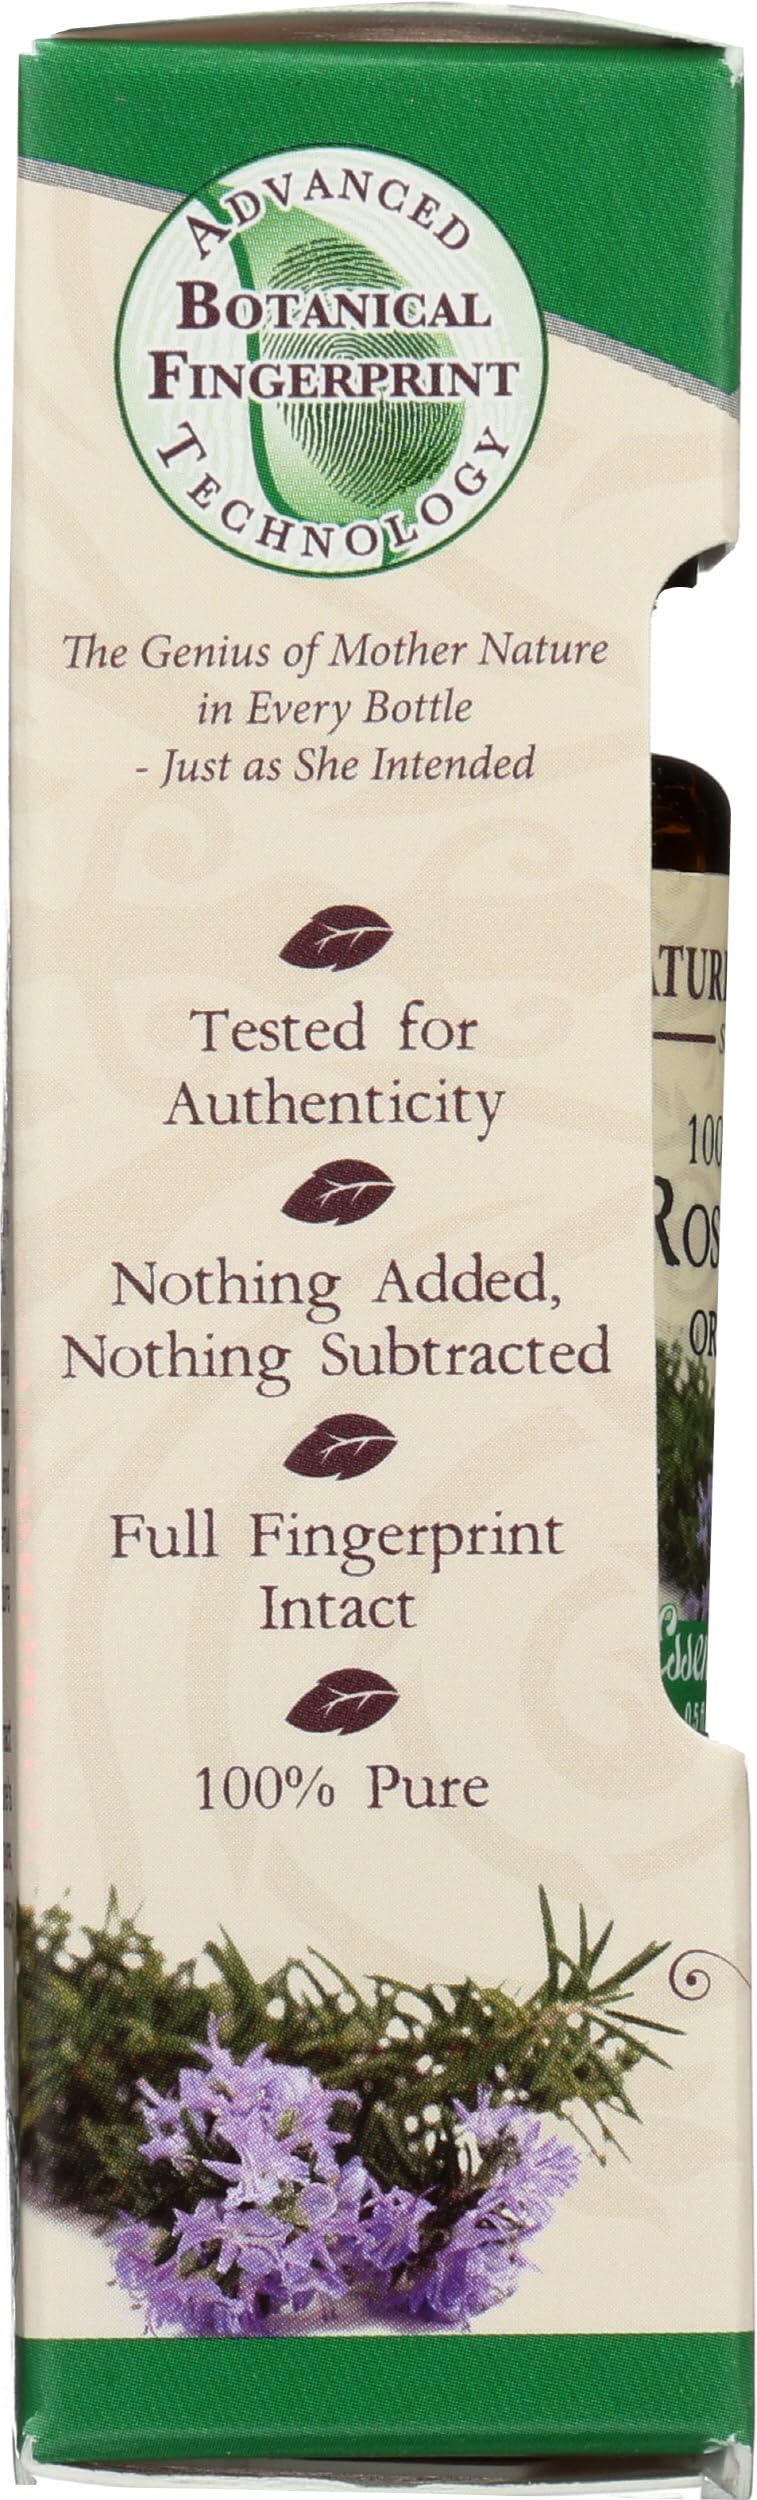 ADVANCED
BOTANICAL
FINGERPRINT
TECHNOLOGY
The Genius of Mother Nature
in Every Bottle
- Just as She Intended
Tested for
Authenticity
Nothing Added,
Nothing Subtracted
Full Fingerprint
Intact
100% Pure